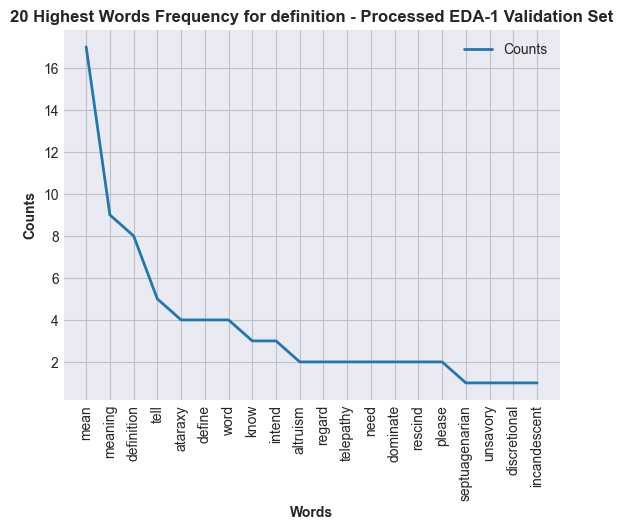 20 Highest Words Frequency for definition - Processed EDA-1 Validation Set
Counts
16
14
12
10
8
6
4
2
Counts
mean
meaning
definition
tell
ataraxy
define
word
know
intend
altruism
regard
telepathy
need
dominate
rescind
please
septuagenarian
unsavory
discretional
incandescent
Words